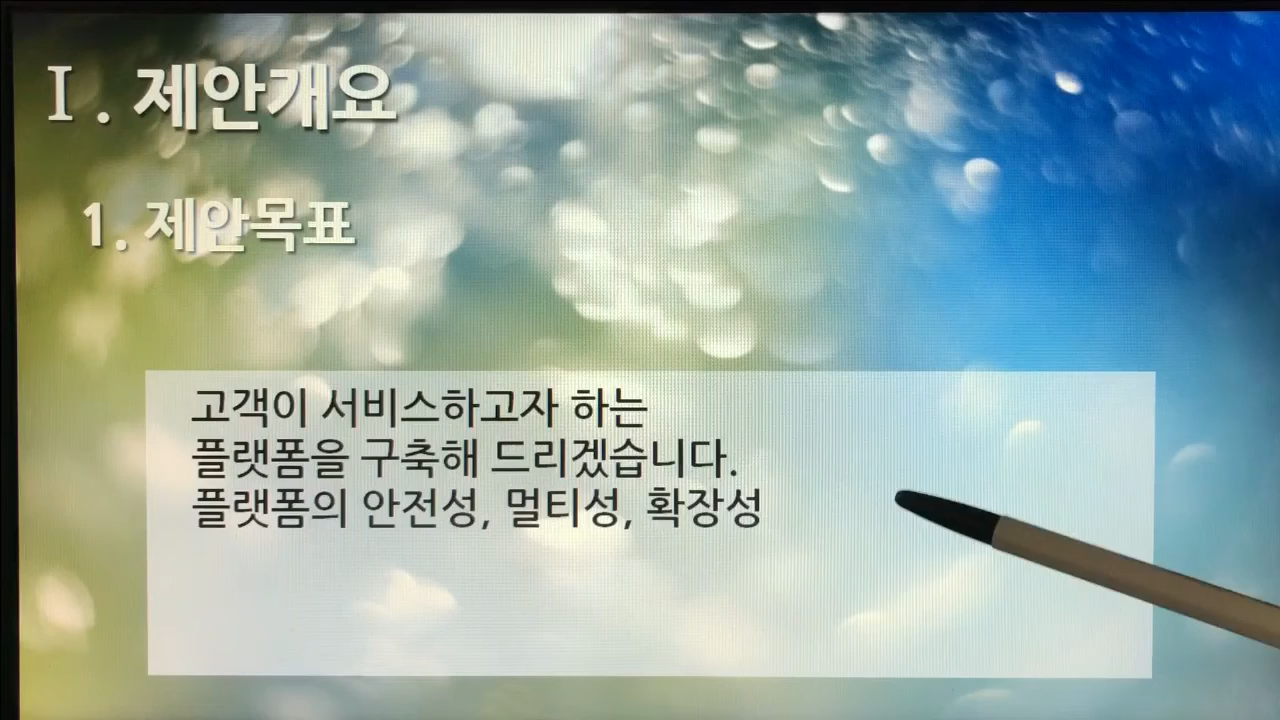 Ⅰ. 제안개요
1. 제안목표
고객이 서비스하고자 하는
플랫폼을 구축해 드리겠습니다.
플랫폼의 안전성, 멀티성, 확장성